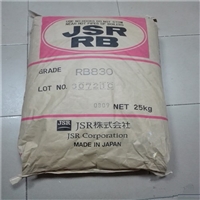 JSR
RB
GRADE RB830
LOT NO.
NET 25kg
JSR JSR株式会社
JSR Corporation
MADE IN JAPAN